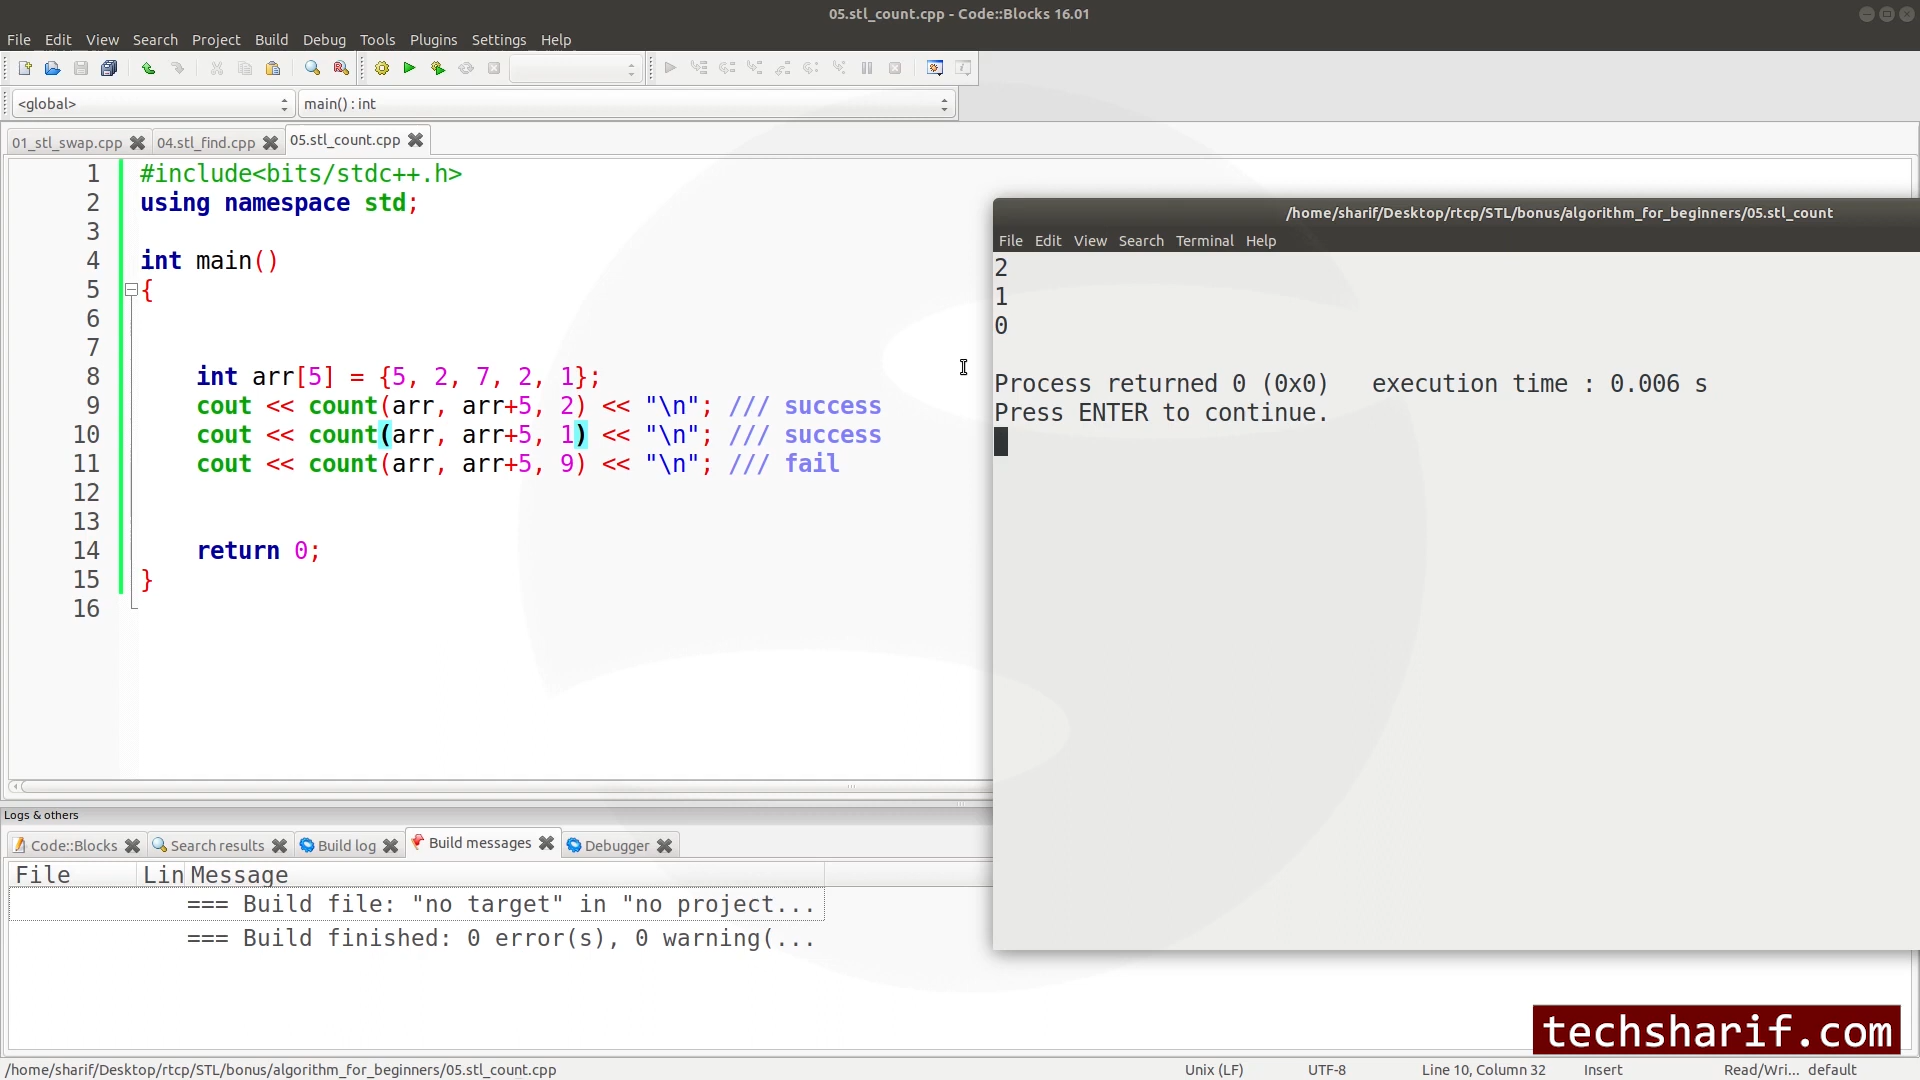 05.stl_count.cpp - Code::Blocks 16.01
File Edit View Search Project Build Debug Tools Plugins Settings Help
<global> main() : int
01_stl_swap.cpp 04.stl_find.cpp 05.stl_count.cpp
1 #include<bits/stdc++.h>
2 using namespace std;
3
4 int main()
5 {
6
7
8 int arr[5] = {5, 2, 7, 2, 1};
9 cout << count(arr, arr+5, 2) << "\n"; /// success
10 cout << count(arr, arr+5, 1) << "\n"; /// success
11 cout << count(arr, arr+5, 9) << "\n"; /// fail
12
13
14 return 0;
15 }
16
/home/sharif/Desktop/rtcp/STL/bonus/algorithm_for_beginners/05.stl_count
File Edit View Search Terminal Help
2
1
0
Process returned 0 (0x0) execution time : 0.006 s
Press ENTER to continue.
Logs & others
Code::Blocks Search results Build log Build messages Debugger
File Lin Message
=== Build file: "no target" in "no project...
=== Build finished: 0 error(s), 0 warning(...
techsharif.com
/home/sharif/Desktop/rtcp/STL/bonus/algorithm_for_beginners/05.stl_count.cpp Unix (LF) UTF-8 Line 10, Column 32 Insert Read/Wri... default